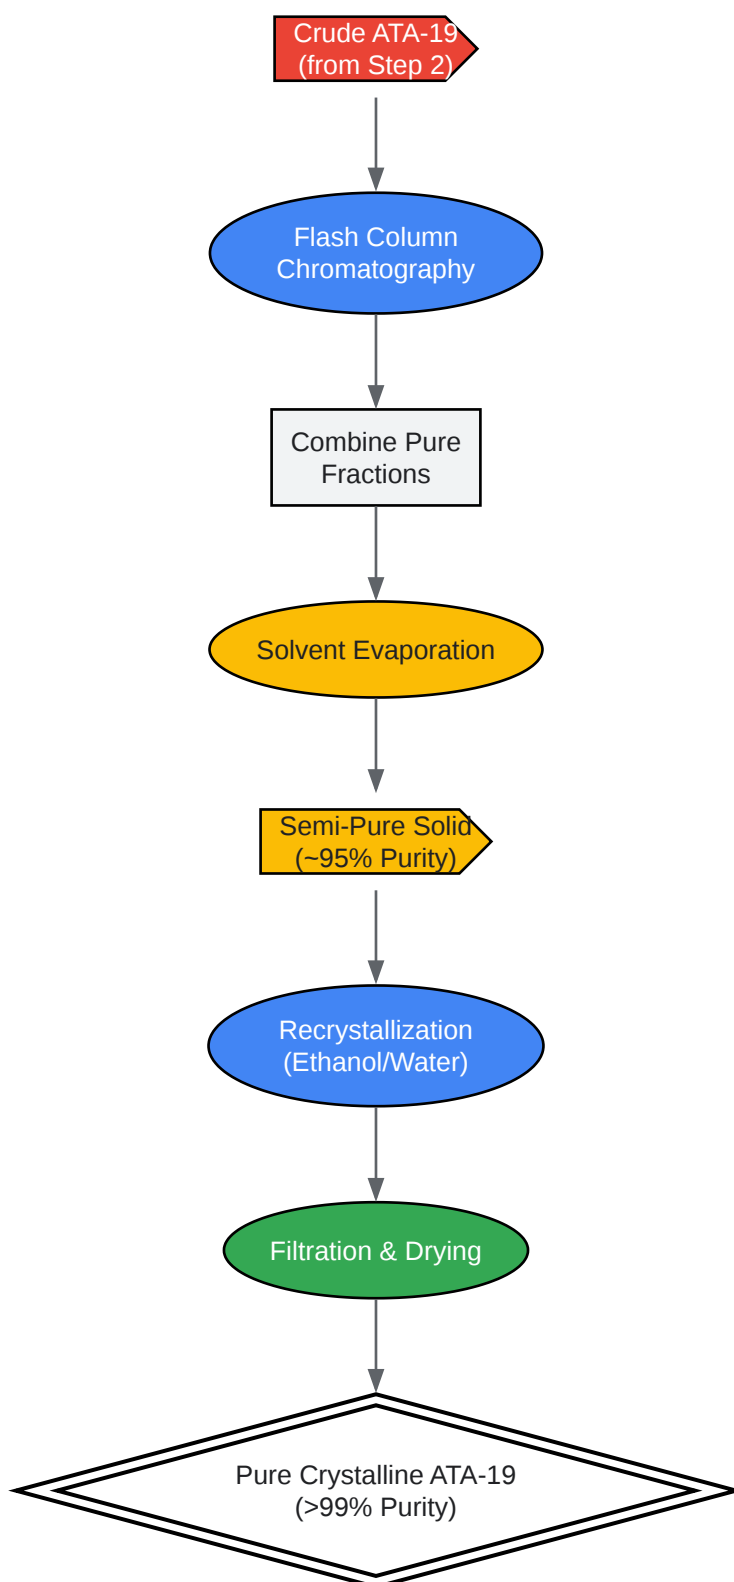 Crude ATA-19
(from Step 2)
Flash Column
Chromatography
Combine Pure
Fractions
Solvent Evaporation
Semi-Pure Solid
(~95% Purity)
Recrystallization
(Ethanol/Water)
Filtration & Drying
Pure Crystalline ATA-19
(>99% Purity)